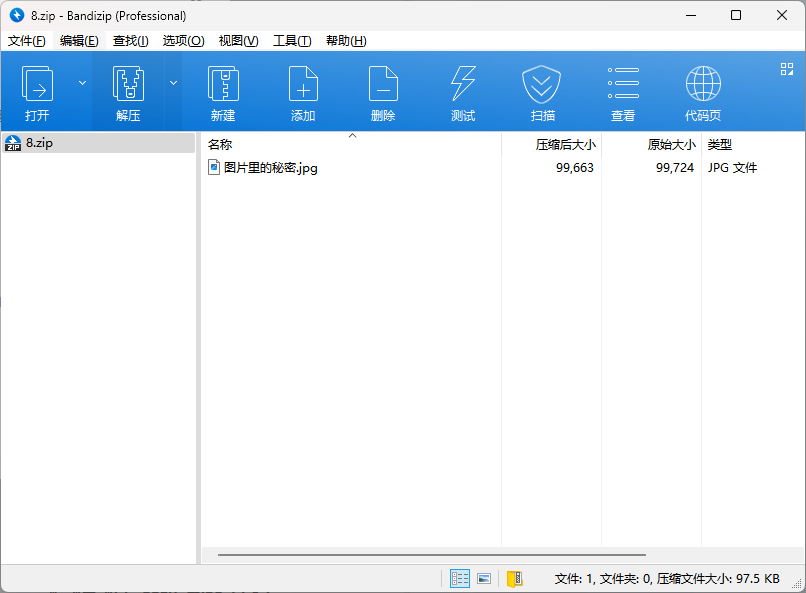 8.zip - Bandizip (Professional)
文件(F) 编辑(E) 查找(I) 选项(O) 视图(V) 工具(T) 帮助(H)
打开 解压 新建 添加 删除 测试 扫描 查看 代码页
8.zip
名称 压缩后大小 原始大小 类型
图片里的秘密.jpg 99,663 99,724 JPG 文件
文件: 1, 文件夹: 0, 压缩文件大小: 97.5 KB